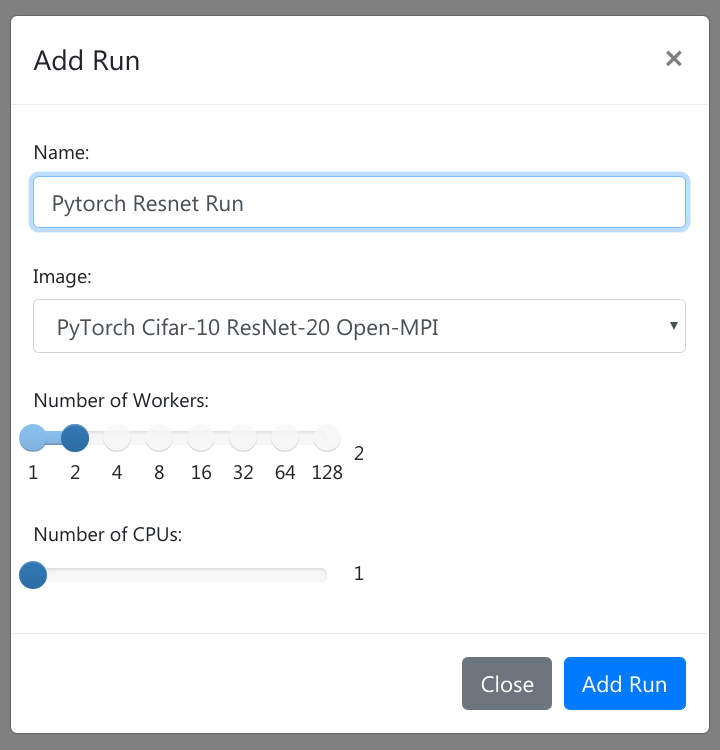 Add Run
×
Name:
Pytorch Resnet Run
Image:
PyTorch Cifar-10 ResNet-20 Open-MPI
Number of Workers:
2
1 2 4 8 16 32 64 128
Number of CPUs:
1
Close Add Run